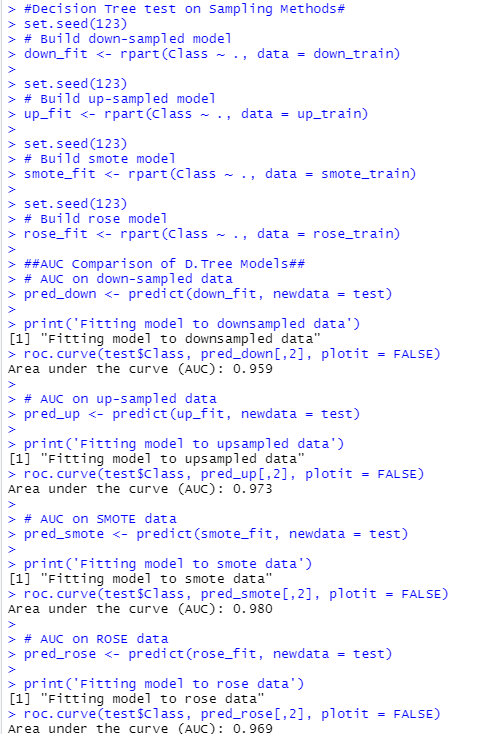 > #Decision Tree test on Sampling Methods#
> set.seed(123)
> # Build down-sampled model
> down_fit <- rpart(Class ~ ., data = down_train)
>
> set.seed(123)
> # Build up-sampled model
> up_fit <- rpart(Class ~ ., data = up_train)
>
> set.seed(123)
> # Build smote model
> smote_fit <- rpart(Class ~ ., data = smote_train)
>
> set.seed(123)
> # Build rose model
> rose_fit <- rpart(Class ~ ., data = rose_train)
>
> ##AUC Comparison of D.Tree Models##
> # AUC on down-sampled data
> pred_down <- predict(down_fit, newdata = test)
>
> print('Fitting model to downsampled data')
[1] "Fitting model to downsampled data"
> roc.curve(test$Class, pred_down[,2], plotit = FALSE)
Area under the curve (AUC): 0.959
>
> # AUC on up-sampled data
> pred_up <- predict(up_fit, newdata = test)
>
> print('Fitting model to upsampled data')
[1] "Fitting model to upsampled data"
> roc.curve(test$Class, pred_up[,2], plotit = FALSE)
Area under the curve (AUC): 0.973
>
> # AUC on SMOTE data
> pred_smote <- predict(smote_fit, newdata = test)
>
> print('Fitting model to smote data')
[1] "Fitting model to smote data"
> roc.curve(test$Class, pred_smote[,2], plotit = FALSE)
Area under the curve (AUC): 0.980
>
> # AUC on ROSE data
> pred_rose <- predict(rose_fit, newdata = test)
>
> print('Fitting model to rose data')
[1] "Fitting model to rose data"
> roc.curve(test$Class, pred_rose[,2], plotit = FALSE)
Area under the curve (AUC): 0.969